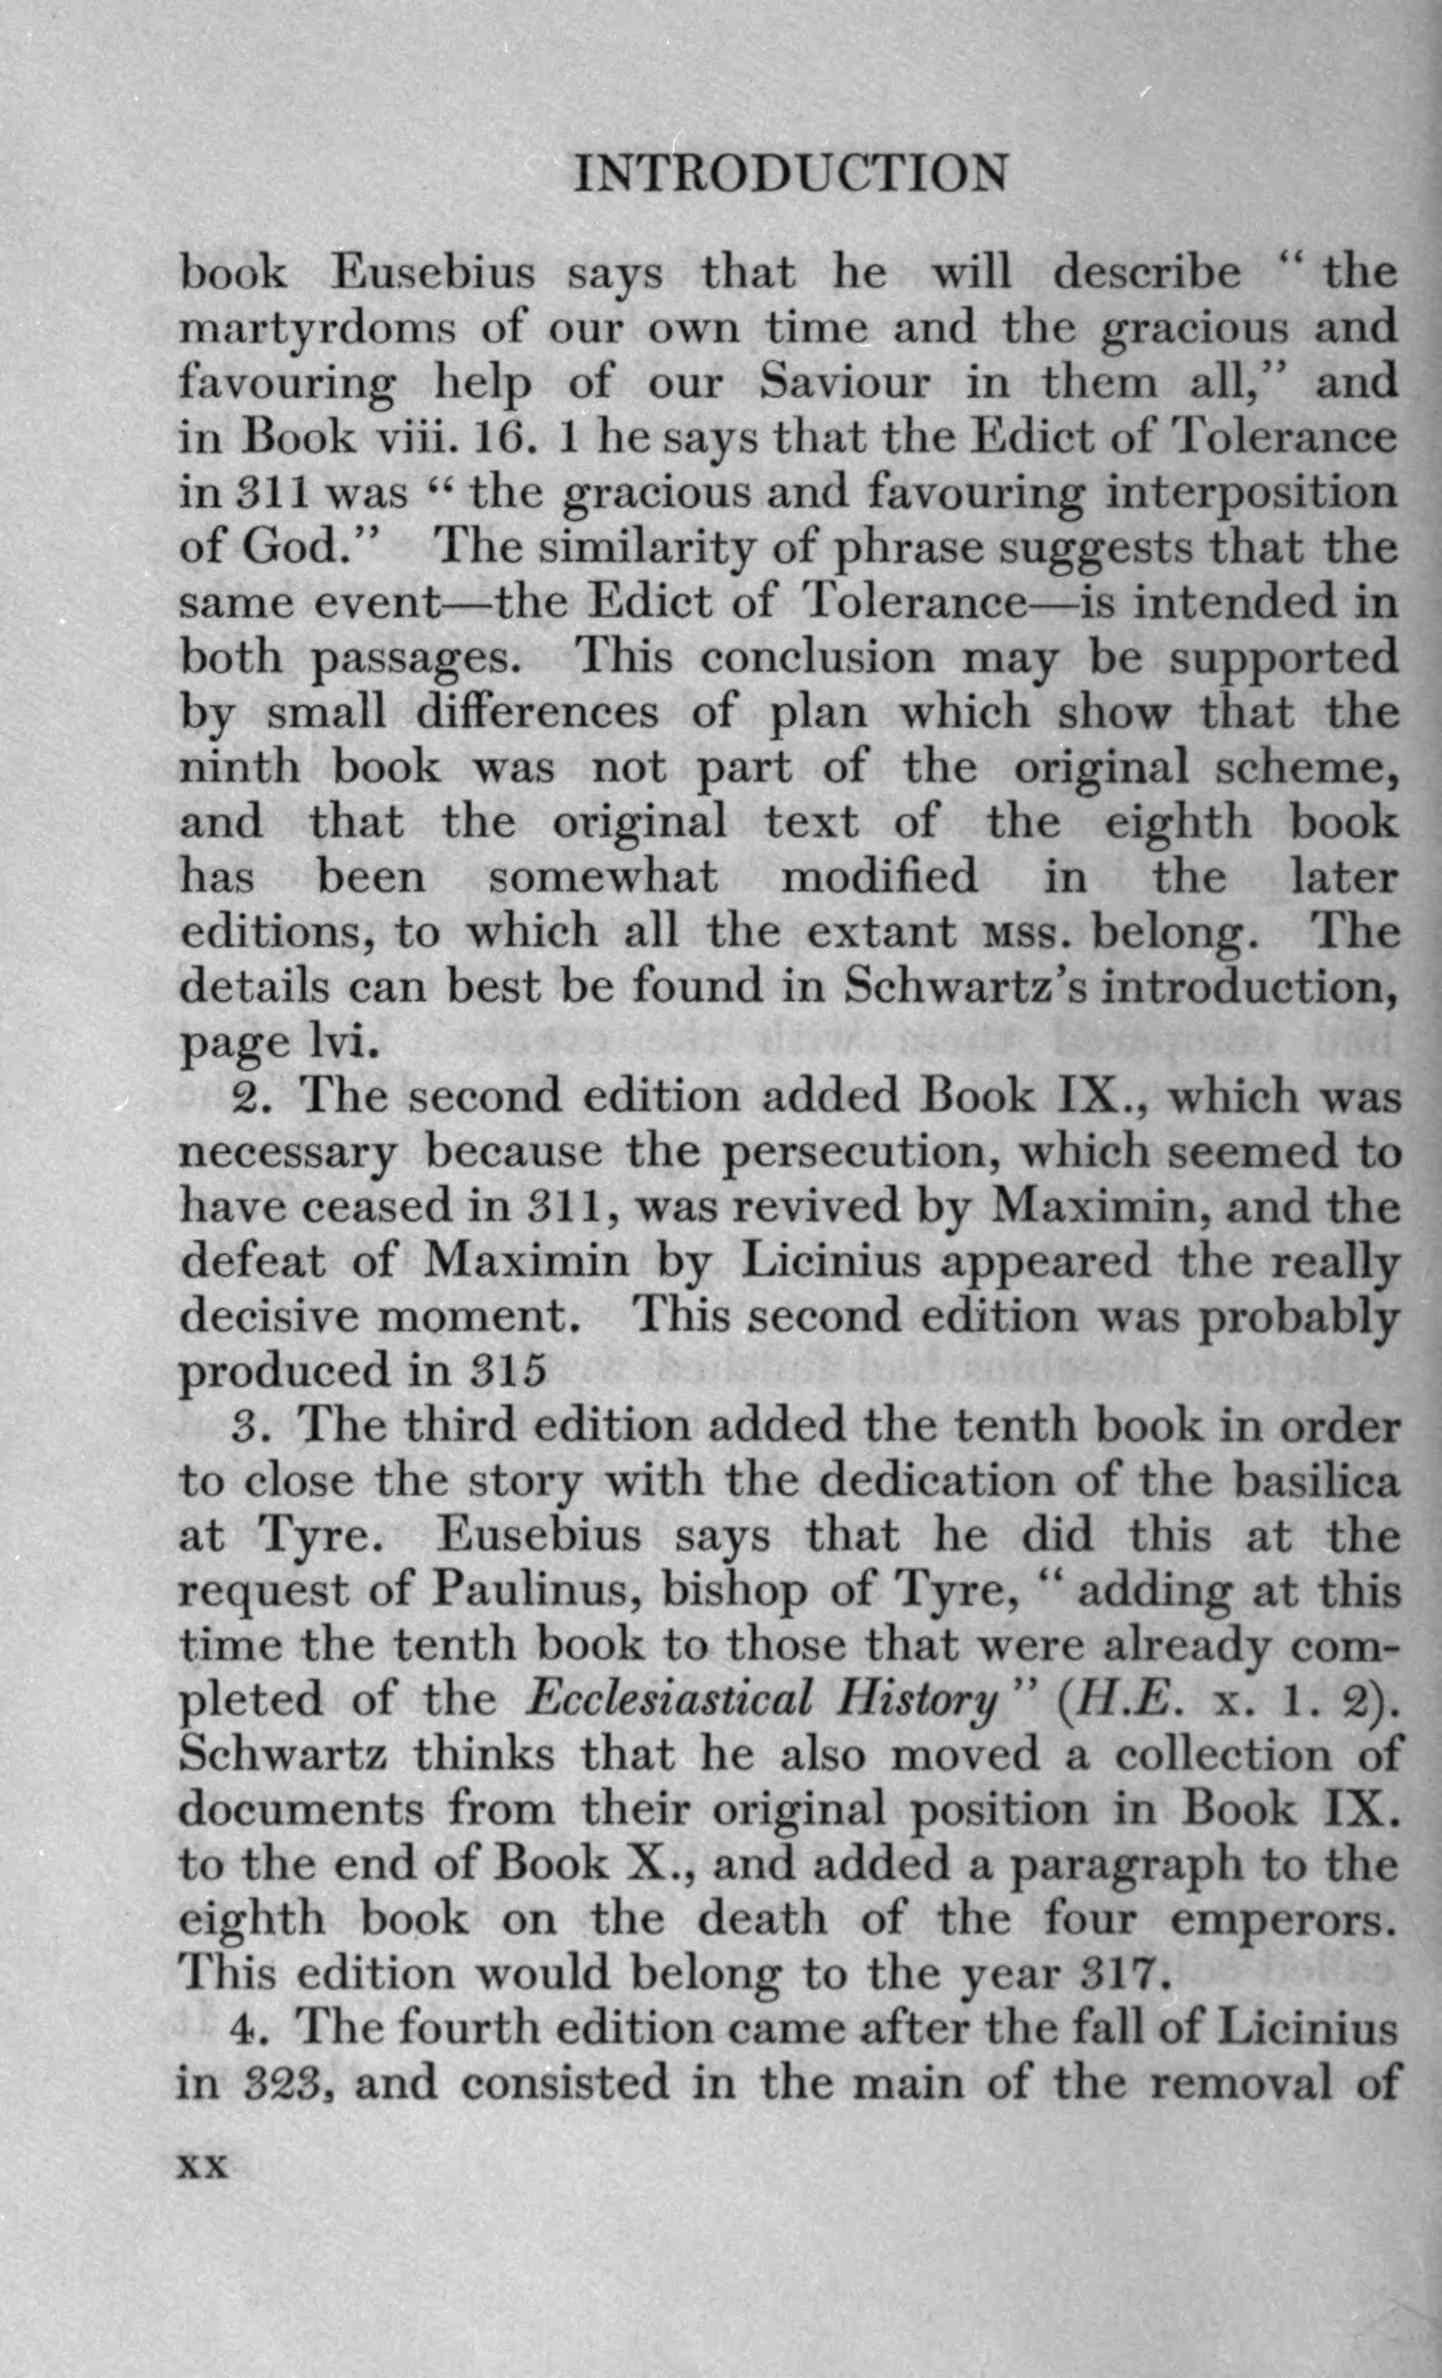 INTRODUCTION
book Eusebius says that he will describe “ the
martyrdoms of our own time and the gracious and
favouring help of our Saviour in them all,” and
in Book viii. 16. 1 he says that the Edict of Tolerance
in 311 was “ the gracious and favouring interposition
of God.” The similarity of phrase suggests that the
same event—the Edict of Tolerance—is intended in
both passages. This conclusion may be supported
by small differences of plan which show that the
ninth book was not part of the original scheme,
and that the original text of the eighth book
has been somewhat modified in the later
editions, to which all the extant MSS. belong. The
details can best be found in Schwartz’s introduction,
page lvi.
2. The second edition added Book IX., which was
necessary because the persecution, which seemed to
have ceased in 311, was revived by Maximin, and the
defeat of Maximin by Licinius appeared the really
decisive moment. This second edition was probably
produced in 315
3. The third edition added the tenth book in order
to close the story with the dedication of the basilica
at Tyre. Eusebius says that he did this at the
request of Paulinus, bishop of Tyre, “ adding at this
time the tenth book to those that were already com-
pleted of the Ecclesiastical History ” (H.E. x. 1. 2).
Schwartz thinks that he also moved a collection of
documents from their original position in Book IX.
to the end of Book X., and added a paragraph to the
eighth book on the death of the four emperors.
This edition would belong to the year 317.
4. The fourth edition came after the fall of Licinius
in 323, and consisted in the main of the removal of
xx